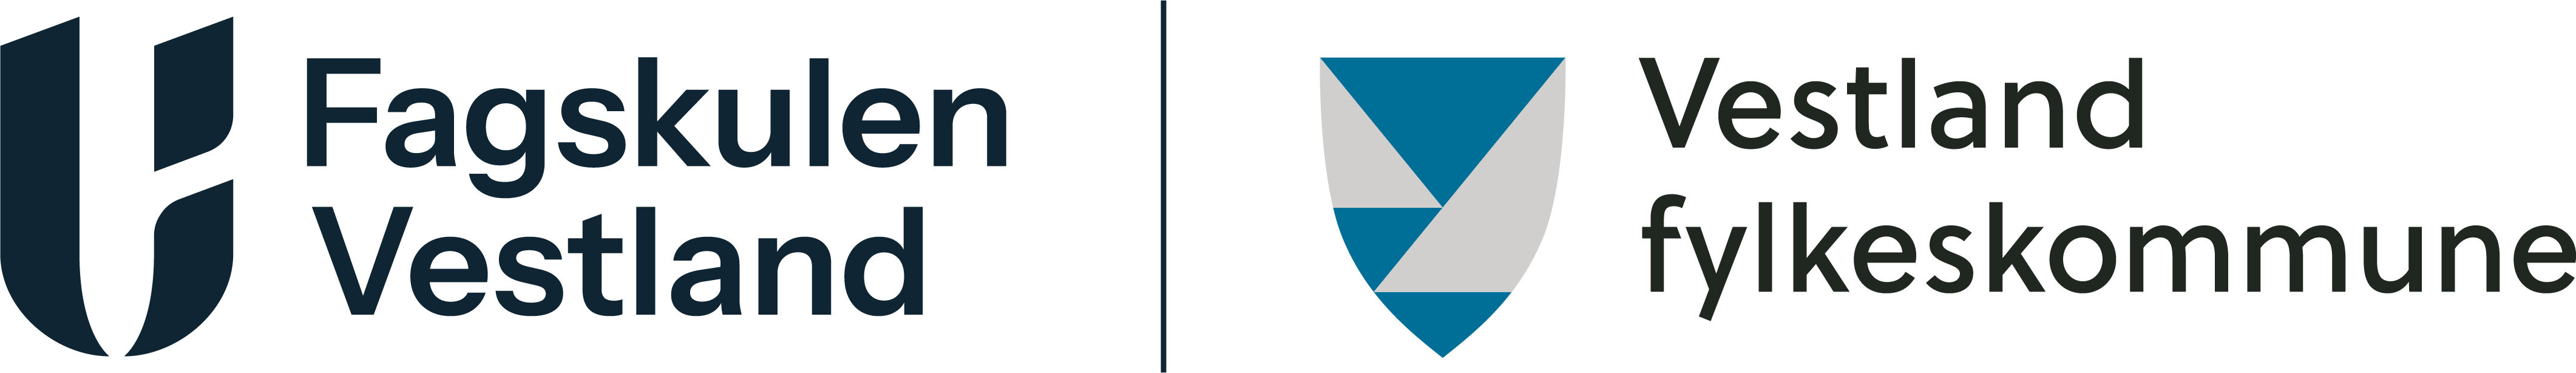 Fagskulen
Vestland
Vestland
fylkeskommune